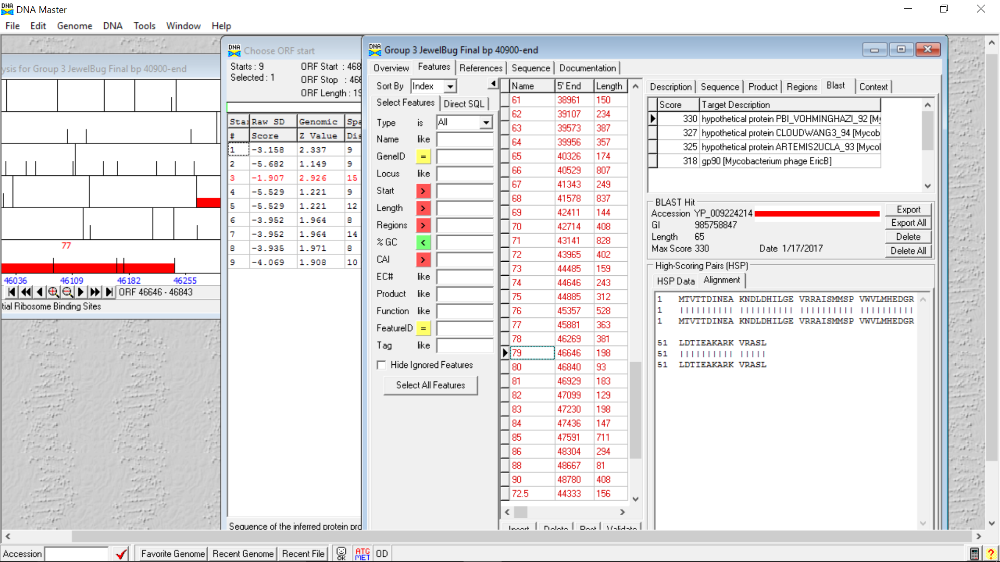 DNA Master
File Edit Genome DNA Tools Window Help
ysis for Group 3 JewelBug Final bp 40900-end
77
46036 46109 46182 46255
ORF 46646 - 46843
tial Ribosome Binding Sites
Choose ORF start
Starts : 9 ORF Start : 468
Selected : 1 ORF Stop : 466
ORF Length : 19
Star Raw SD Genomic Spa
# Score Z Value Dis
1 -3.158 2.337 9
2 -5.682 1.149 9
3 -1.907 2.926 15
4 -5.529 1.221 9
5 -5.529 1.221 12
6 -3.952 1.964 8
7 -3.952 1.964 14
8 -3.935 1.971 8
9 -4.069 1.908 10
Sequence of the inferred protein pro
Group 3 JewelBug Final bp 40900-end
Overview Features References Sequence Documentation
Sort By Index
Select Features Direct SQL
Type is All
Name like
GeneID =
Locus like
Start >
Length >
Regions >
% GC <
CAI >
EC# like
Product like
Function like
FeatureID =
Tag like
Hide Ignored Features
Select All Features
Name 5' End Length
61 38961 150
62 39107 234
63 39573 387
64 39956 357
65 40326 174
66 40529 807
67 41343 249
68 41578 837
69 42411 144
70 42714 408
71 43141 828
72 43965 402
73 44485 159
74 44646 243
75 44885 312
76 45357 528
77 45881 363
78 46269 381
79 46646 198
80 46840 93
81 46929 183
82 47099 129
83 47230 198
84 47436 147
85 47591 711
86 48304 294
88 48667 81
90 48780 408
72.5 44333 156
Insert Delete Post Validate
Description Sequence Product Regions Blast Context
Score Target Description
330 hypothetical protein PBI_VOHMINGHAZI_92 [My
327 hypothetical protein CLOUDWANG3_94 [Mycob
325 hypothetical protein ARTEMIS2UCLA_93 [Mycol
318 gp90 [Mycobacterium phage EricB]
BLAST Hit
Accession YP_009224214
GI 985758847
Length 65
Max Score 330 Date 1/17/2017
Export
Export All
Delete
Delete All
High-Scoring Pairs (HSP)
HSP Data Alignment
1 MTVTTDINEA KNDLDHILGE VRRAISMMSP VWVLMHEDGR
1 |||||||||| |||||||||| |||||||||| ||||||||||
1 MTVTTDINEA KNDLDHILGE VRRAISMMSP VWVLMHEDGR
51 LDTIEAKARK VRASL
51 |||||||||| |||||
51 LDTIEAKARK VRASL
Accession Favorite Genome Recent Genome Recent File OK ATG MET OD ?